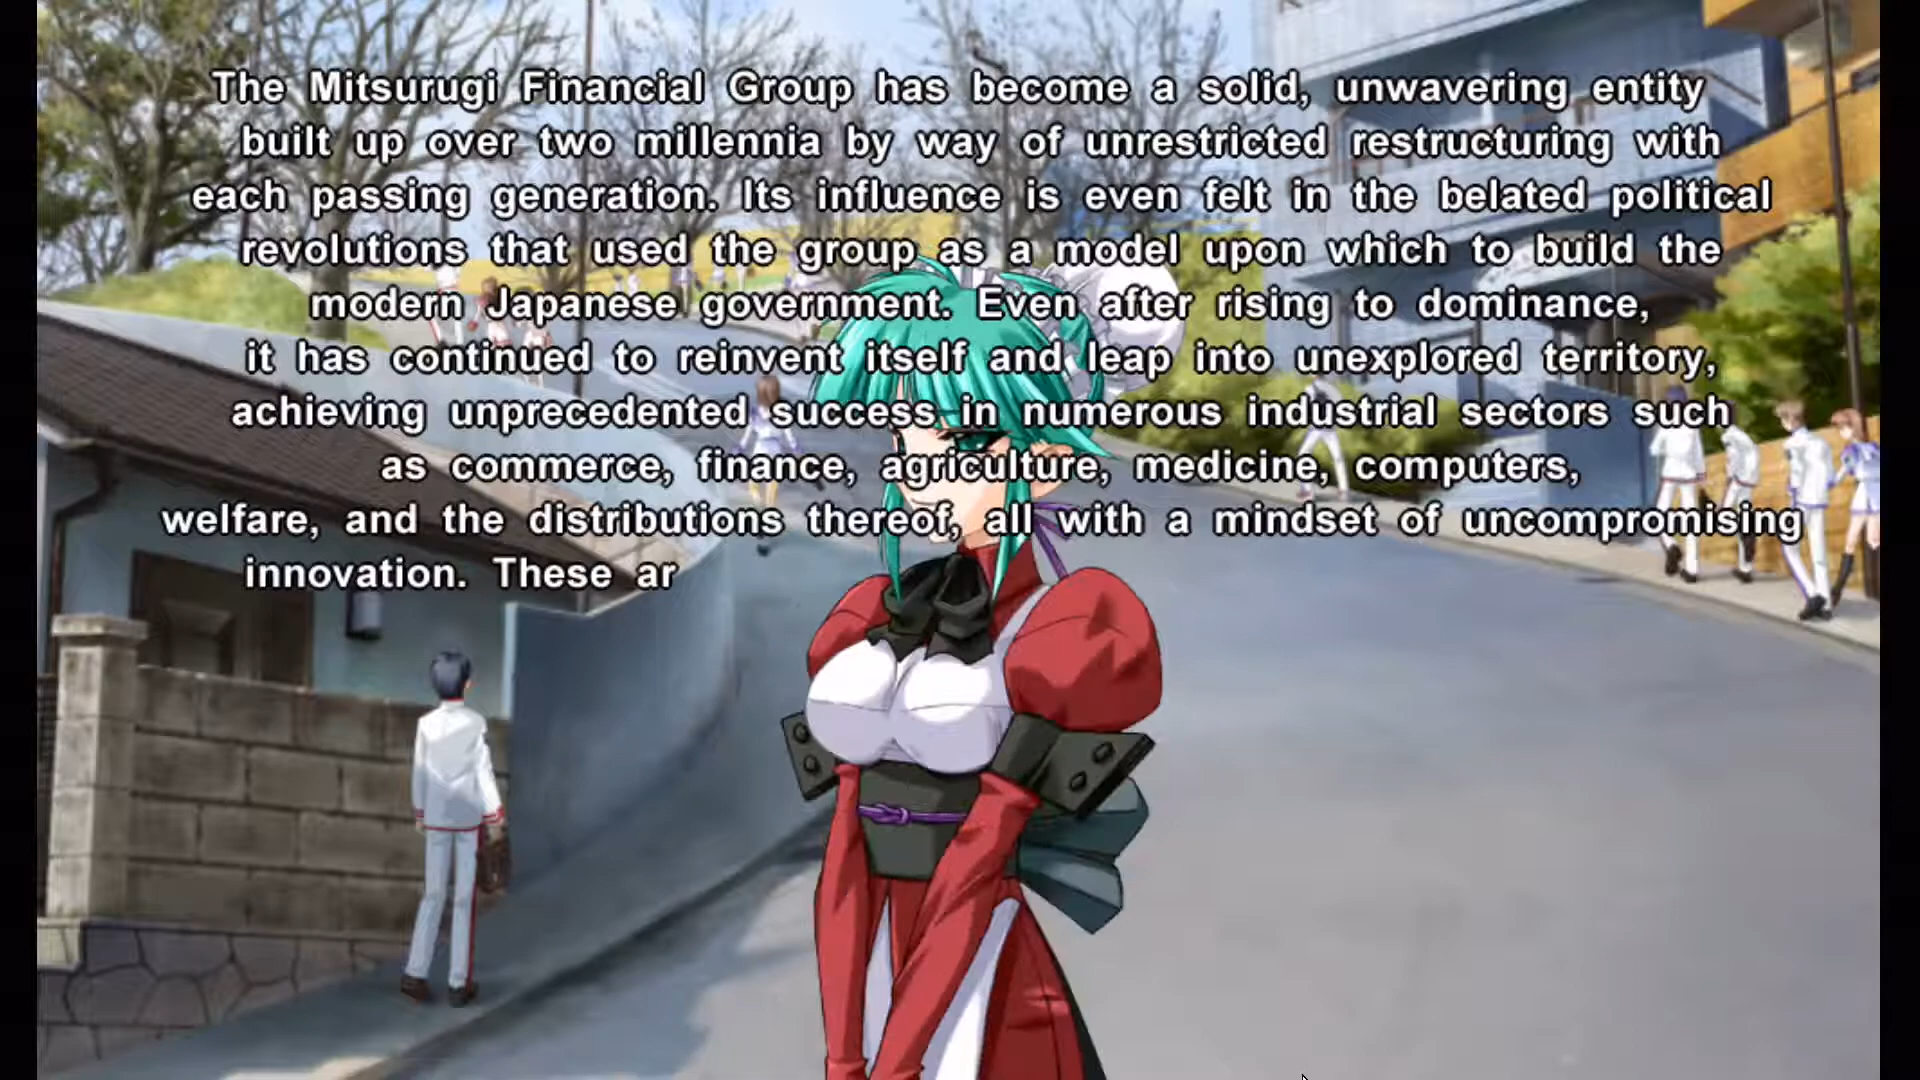 The Mitsurugi Financial Group has become a solid, unwavering entity
built up over two millennia by way of unrestricted restructuring with
each passing generation. Its influence is even felt in the belated political
revolutions that used the group as a model upon which to build the
modern Japanese government. Even after rising to dominance,
it has continued to reinvent itself and leap into unexplored territory,
achieving unprecedented success in numerous industrial sectors such
as commerce, finance, agriculture, medicine, computers,
welfare, and the distributions thereof, all with a mindset of uncompromising
innovation. These ar